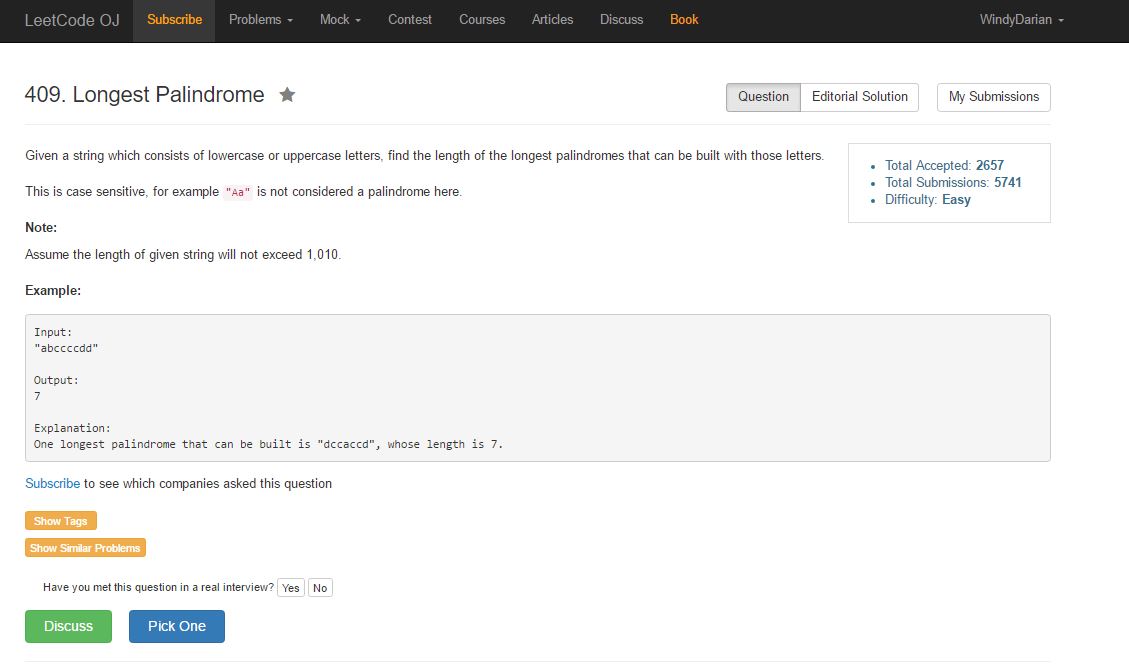 LeetCode OJ Subscribe Problems Mock Contest Courses Articles Discuss Book WindyDarian
409. Longest Palindrome
Question Editorial Solution My Submissions
Given a string which consists of lowercase or uppercase letters, find the length of the longest palindromes that can be built with those letters.
This is case sensitive, for example "Aa" is not considered a palindrome here.
Note:
Assume the length of given string will not exceed 1,010.
Example:
Input:
"abccccdd"
Output:
7
Explanation:
One longest palindrome that can be built is "dccaccd", whose length is 7.
Total Accepted: 2657
Total Submissions: 5741
Difficulty: Easy
Subscribe to see which companies asked this question
Show Tags
Show Similar Problems
Have you met this question in a real interview? Yes No
Discuss Pick One